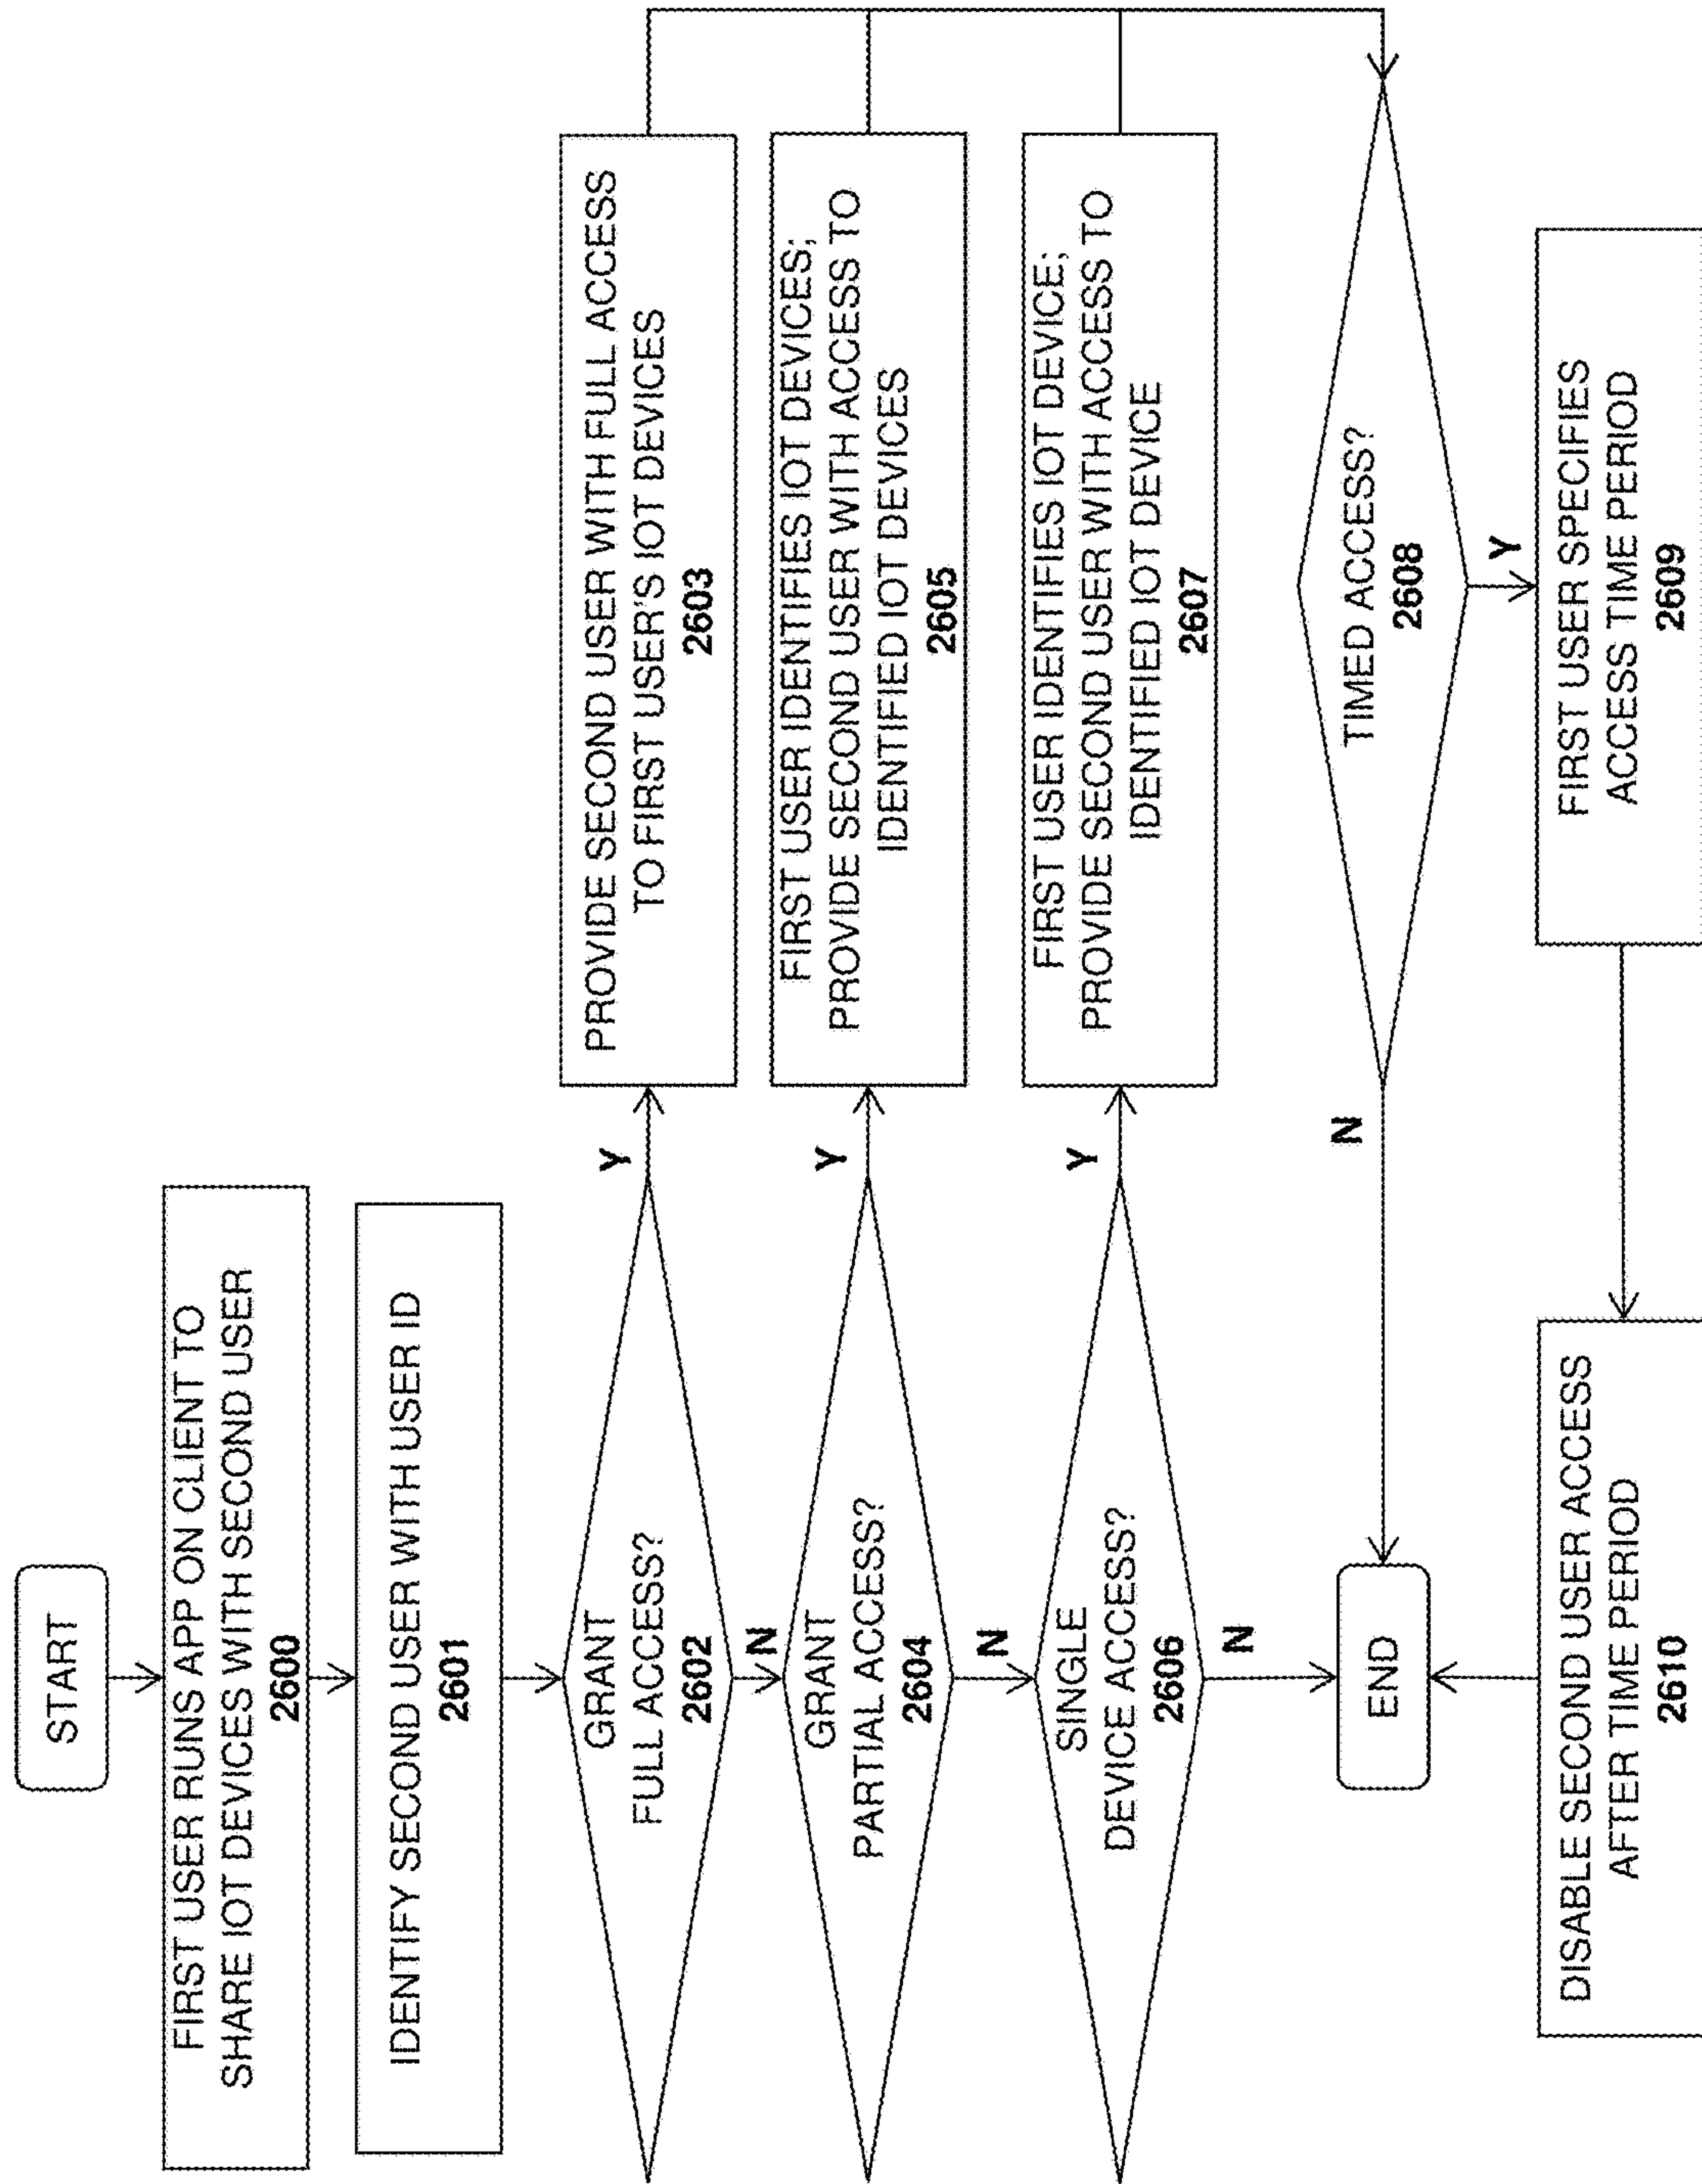 START
FIRST USER RUNS APP ON CLIENT TO
SHARE IOT DEVICES WITH SECOND USER
2600
IDENTIFY SECOND USER WITH USER ID
2601
GRANT
FULL ACCESS?
2602
Y
N
PROVIDE SECOND USER WITH FULL ACCESS
TO FIRST USER'S IOT DEVICES
2603
GRANT
PARTIAL ACCESS?
2604
Y
N
FIRST USER IDENTIFIES IOT DEVICES;
PROVIDE SECOND USER WITH ACCESS TO
IDENTIFIED IOT DEVICES
2605
SINGLE
DEVICE ACCESS?
2606
Y
N
FIRST USER IDENTIFIES IOT DEVICE;
PROVIDE SECOND USER WITH ACCESS TO
IDENTIFIED IOT DEVICE
2607
END
N
TIMED ACCESS?
2608
Y
DISABLE SECOND USER ACCESS
AFTER TIME PERIOD
2610
FIRST USER SPECIFIES
ACCESS TIME PERIOD
2609